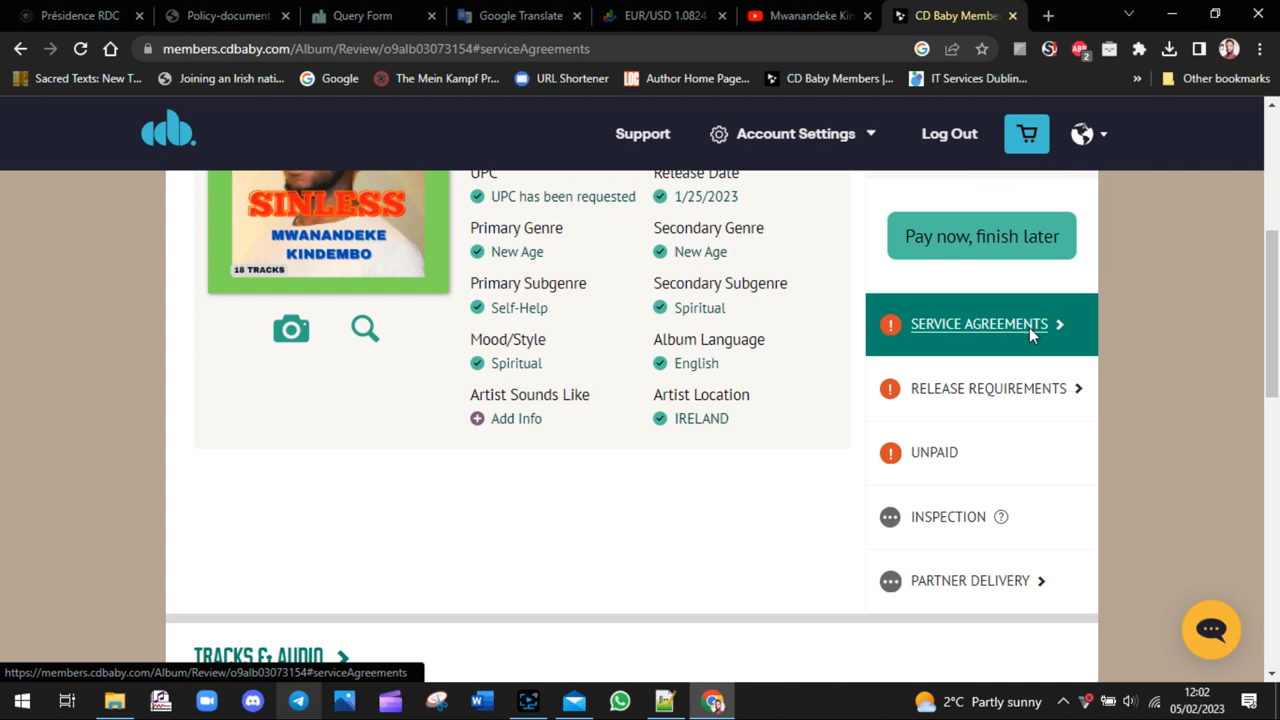 Présidence RDC
Policy-document
Query Form
Google Translate
EUR/USD 1.0824
Mwanandeke Kin
CD Baby Membe
members.cdbaby.com/Album/Review/o9alb03073154#serviceAgreements
2
Sacred Texts: New T...
Joining an Irish nati...
Google
The Mein Kampf Pr...
URL Shortener
Author Home Page...
CD Baby Members |...
IT Services Dublin...
»
Other bookmarks
Support
Account Settings
Log Out
UPC
Release Date
UPC has been requested
1/25/2023
Primary Genre
Secondary Genre
New Age
New Age
Primary Subgenre
Secondary Subgenre
Self-Help
Spiritual
Mood/Style
Album Language
Spiritual
English
Artist Sounds Like
Artist Location
Add Info
IRELAND
SINLESS
MWANANDEKE
KINDEMBO
18 TRACKS
Pay now, finish later
SERVICE AGREEMENTS
RELEASE REQUIREMENTS
UNPAID
INSPECTION
PARTNER DELIVERY
TRACKS & AUDIO
https://members.cdbaby.com/Album/Review/o9alb03073154#serviceAgreements
2°C Partly sunny
12:02
05/02/2023